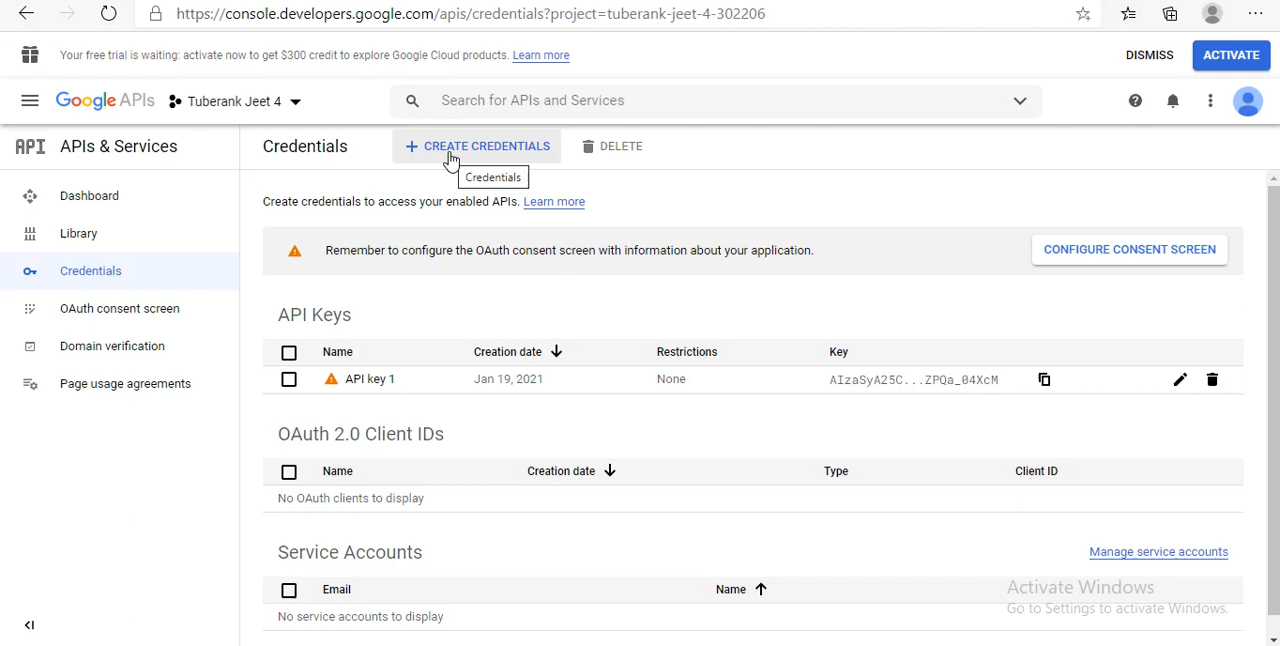 https://console.developers.google.com/apis/credentials?project=tuberank-jeet-4-302206
Your free trial is waiting: activate now to get $300 credit to explore Google Cloud products. Learn more
DISMISS
ACTIVATE
Google APIs
Tuberank Jeet 4
Search for APIs and Services
API APIs & Services
Credentials
+ CREATE CREDENTIALS
DELETE
Credentials
Dashboard
Library
Credentials
OAuth consent screen
Domain verification
Page usage agreements
Create credentials to access your enabled APIs. Learn more
Remember to configure the OAuth consent screen with information about your application.
CONFIGURE CONSENT SCREEN
API Keys
Name Creation date Restrictions Key
API key 1 Jan 19, 2021 None AIzaSyA25C...ZPQa_04XcM
OAuth 2.0 Client IDs
Name Creation date Type Client ID
No OAuth clients to display
Service Accounts
Manage service accounts
Email Name
No service accounts to display
Activate Windows
Go to Settings to activate Windows.